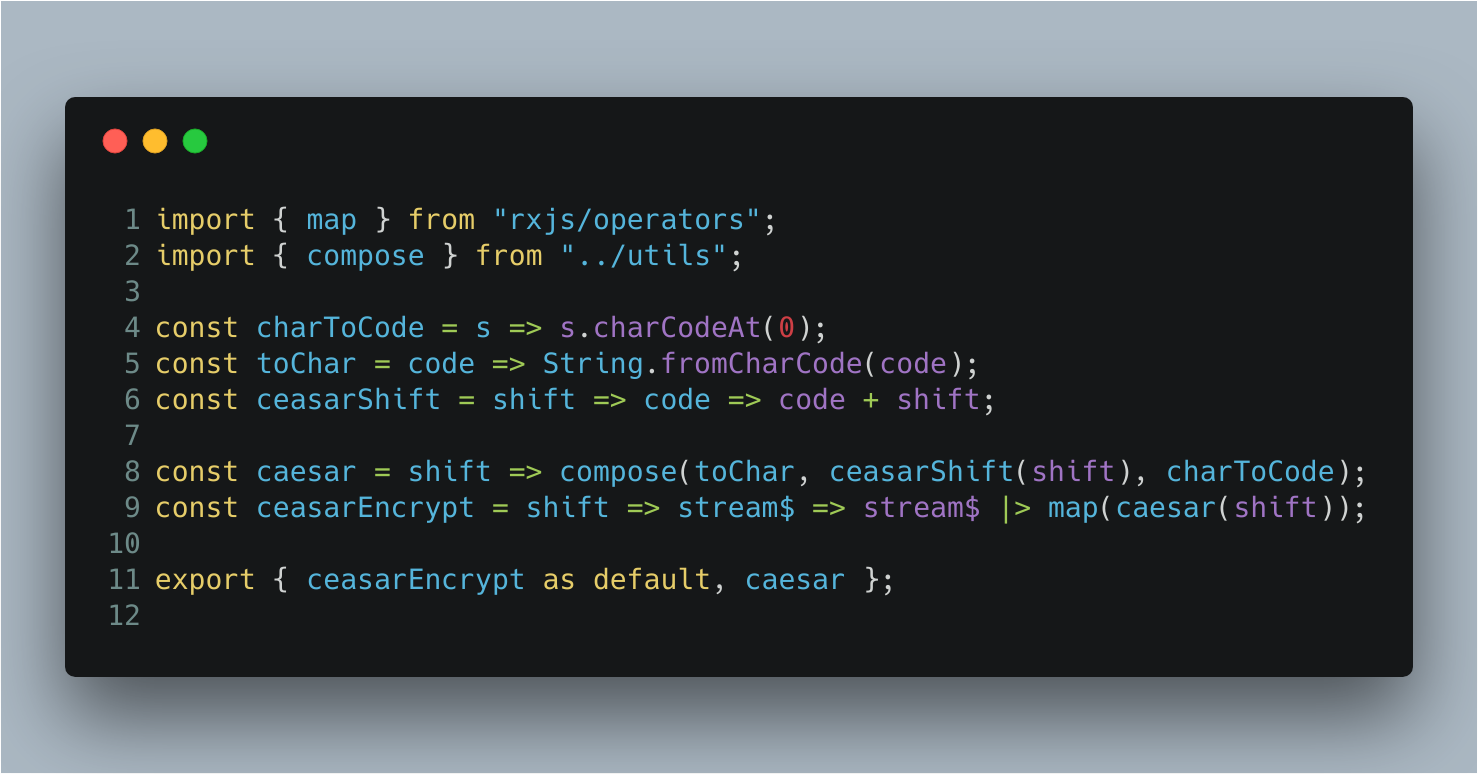 1 import { map } from "rxjs/operators";
2 import { compose } from "../utils";
3
4 const charToCode = s => s.charCodeAt(0);
5 const toChar = code => String.fromCharCode(code);
6 const ceasarShift = shift => code => code + shift;
7
8 const caesar = shift => compose(toChar, ceasarShift(shift), charToCode);
9 const ceasarEncrypt = shift => stream$ => stream$ |> map(caesar(shift));
10
11 export { ceasarEncrypt as default, caesar };
12